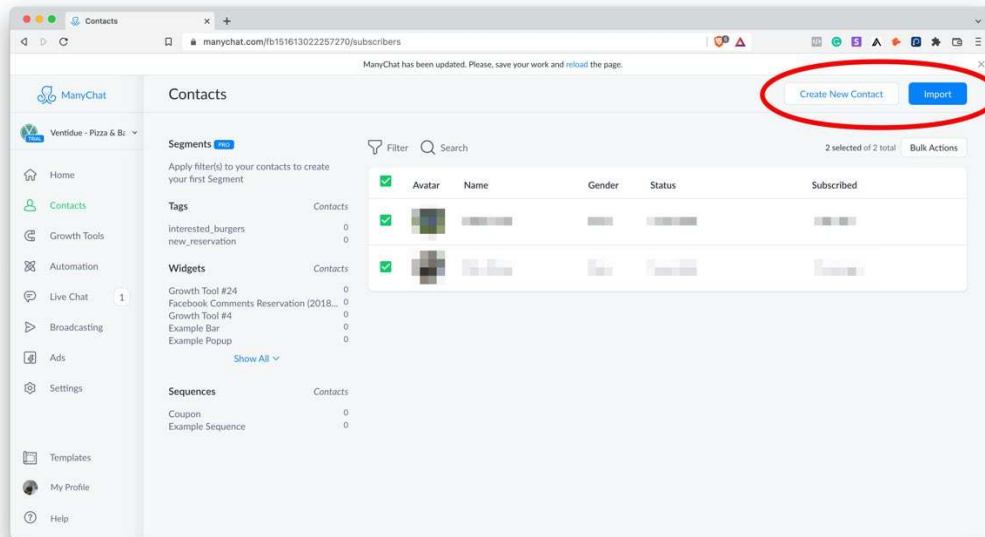 Contacts
manychat.com/fb151613022257270/subscribers
ManyChat has been updated. Please, save your work and reload the page.
ManyChat
Contacts
Create New Contact
Import
TRIAL
Ventidue - Pizza & Ba
Home
Contacts
Growth Tools
Automation
Live Chat
1
Broadcasting
Ads
Settings
Templates
My Profile
Help
Segments PRO
Apply filter(s) to your contacts to create
your first Segment
Tags Contacts
interested_burgers 0
new_reservation 0
Widgets Contacts
Growth Tool #24 0
Facebook Comments Reservation (2018... 0
Growth Tool #4 0
Example Bar 0
Example Popup 0
Show All
Sequences Contacts
Coupon 0
Example Sequence 0
Filter
Search
2 selected of 2 total
Bulk Actions
Avatar Name Gender Status Subscribed